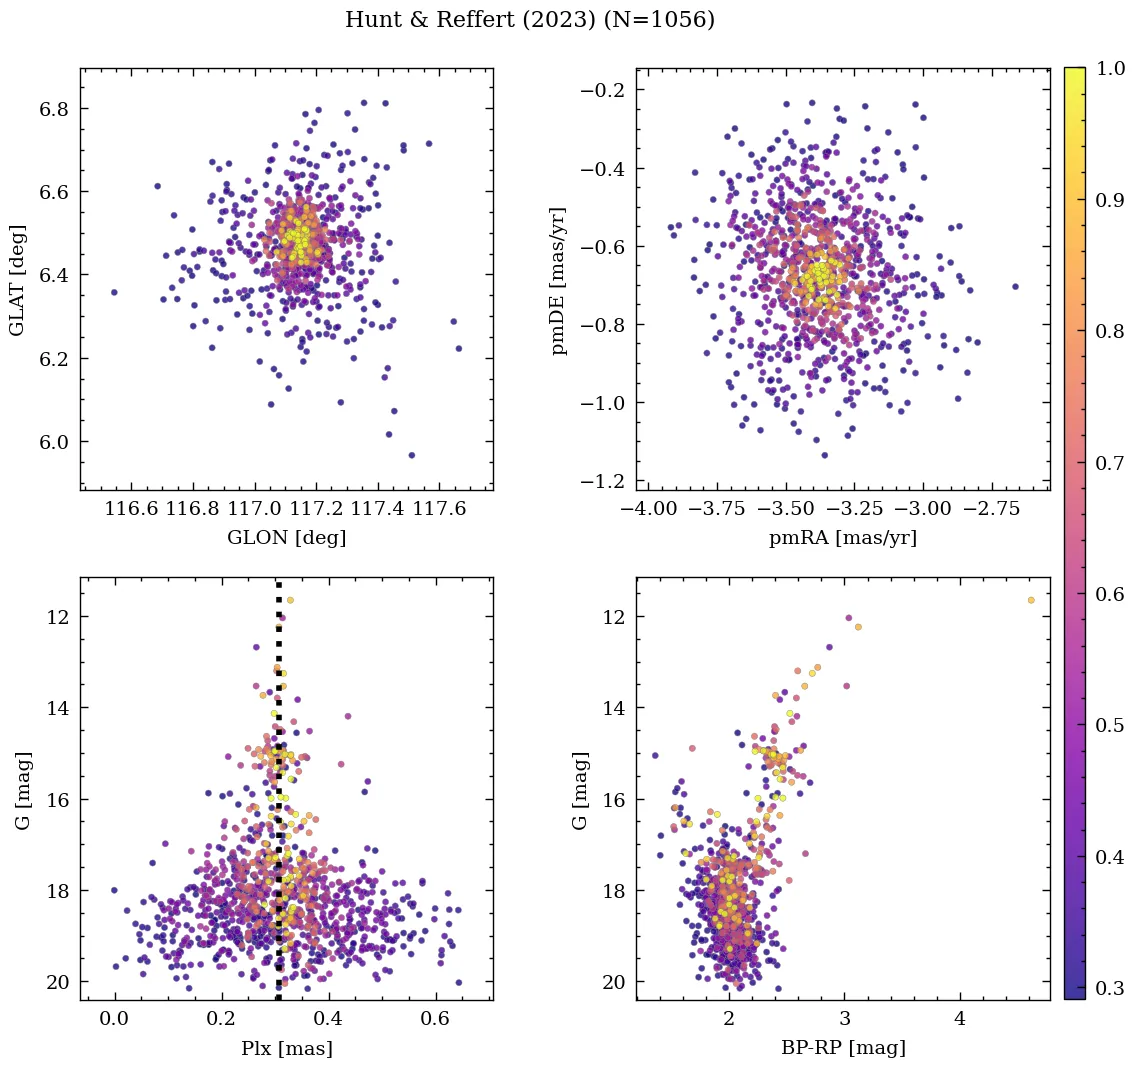 Hunt & Reffert (2023) (N=1056)
6.8
6.6
6.4
6.2
6.0
GLAT [deg]
116.6 116.8 117.0 117.2 117.4 117.6
GLON [deg]
−0.2
−0.4
−0.6
−0.8
−1.0
−1.2
pmDE [mas/yr]
−4.00 −3.75 −3.50 −3.25 −3.00 −2.75
pmRA [mas/yr]
12
14
16
18
20
G [mag]
0.0 0.2 0.4 0.6
Plx [mas]
12
14
16
18
20
G [mag]
2 3 4
BP-RP [mag]
1.0
0.9
0.8
0.7
0.6
0.5
0.4
0.3